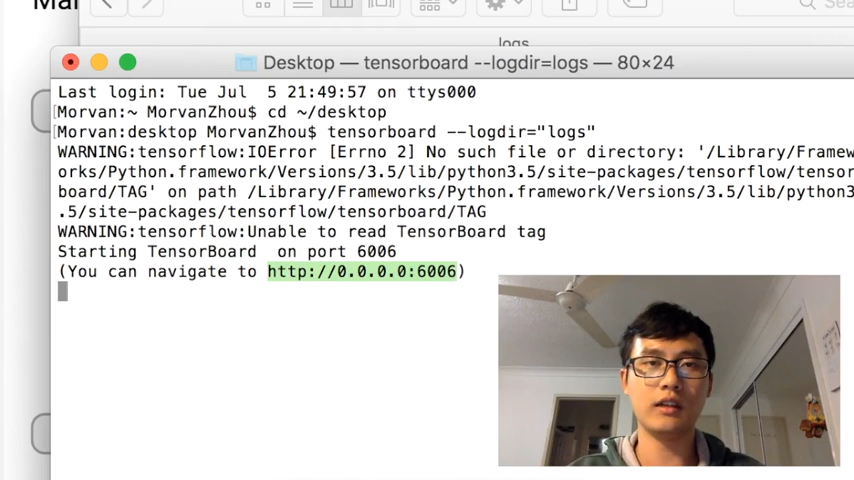 logs
Desktop — tensorboard --logdir=logs — 80×24
Last login: Tue Jul  5 21:49:57 on ttys000
[Morvan:~ MorvanZhou$ cd ~/desktop
[Morvan:desktop MorvanZhou$ tensorboard --logdir="logs"
WARNING:tensorflow:IOError [Errno 2] No such file or directory: '/Library/Framew
orks/Python.framework/Versions/3.5/lib/python3.5/site-packages/tensorflow/tensor
board/TAG' on path /Library/Frameworks/Python.framework/Versions/3.5/lib/python3
.5/site-packages/tensorflow/tensorboard/TAG
WARNING:tensorflow:Unable to read TensorBoard tag
Starting TensorBoard  on port 6006
(You can navigate to http://0.0.0.0:6006)